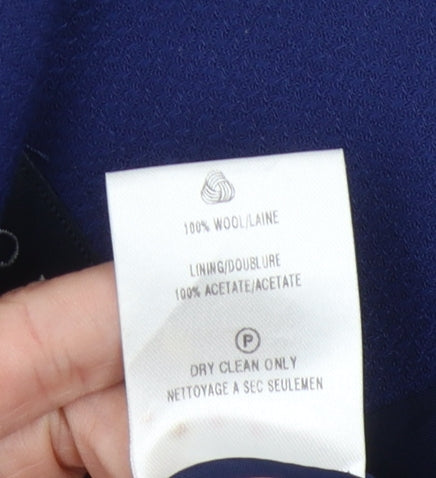 100% WOOL/LAINE
LINING/DOUBLURE
100% ACETATE/ACETATE
P
DRY CLEAN ONLY
NETTOYAGE A SEC SEULEMEN